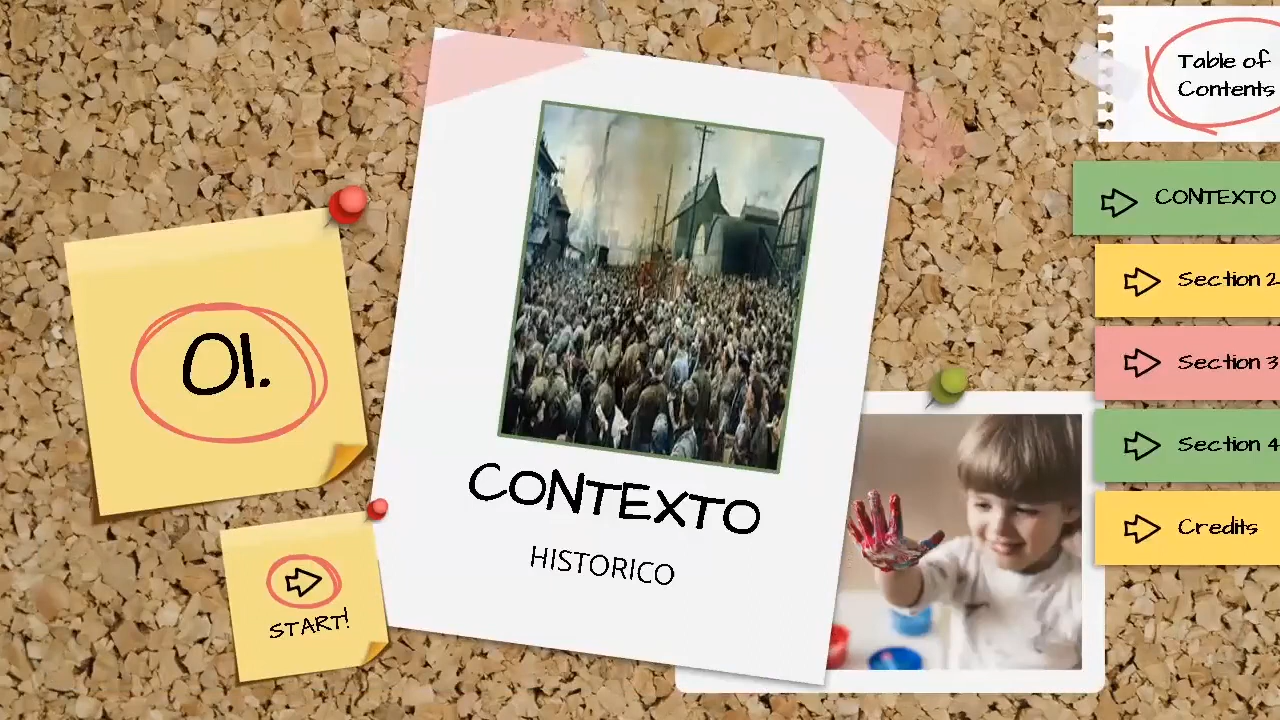 01.
START!
CONTEXTO
HISTORICO
Table of
Contents
CONTEXTO
Section 2
Section 3
Section 4
Credits